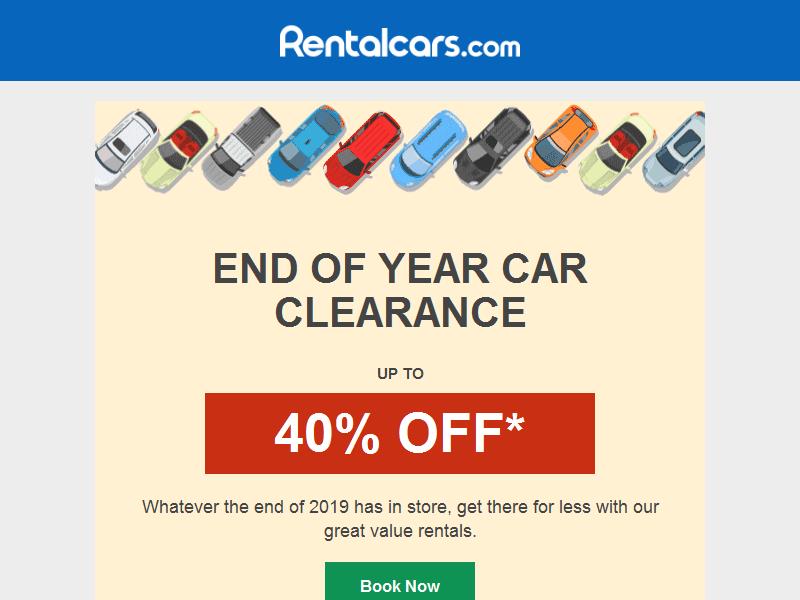 Rentalcars.com
END OF YEAR CAR
CLEARANCE
UP TO
40% OFF*
Whatever the end of 2019 has in store, get there for less with our
great value rentals.
Book Now